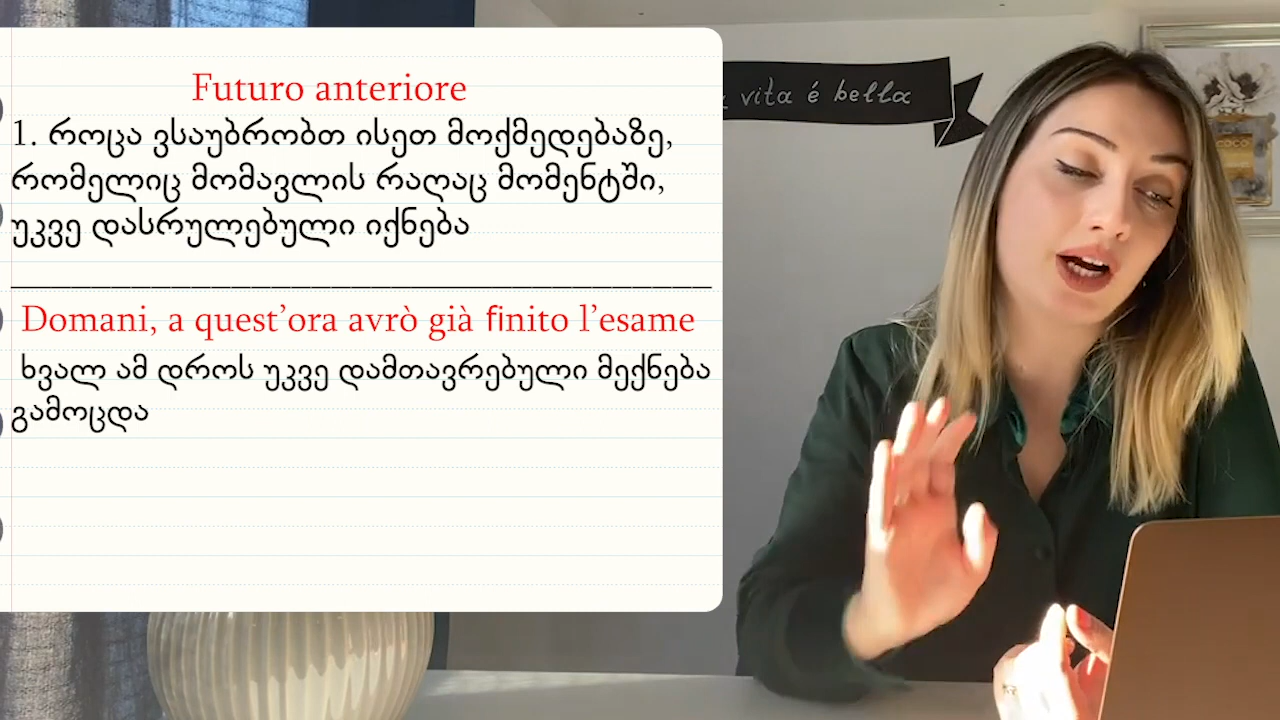 Futuro anteriore
1. როცა ვსაუბრობთ ისეთ მოქმედებაზე,
რომელიც მომავლის რაღაც მომენტში,
უკვე დასრულებული იქნება
Domani, a quest’ora avrò già finito l’esame
ხვალ ამ დროს უკვე დამთავრებული მექნება
გამოცდა
vita é bella